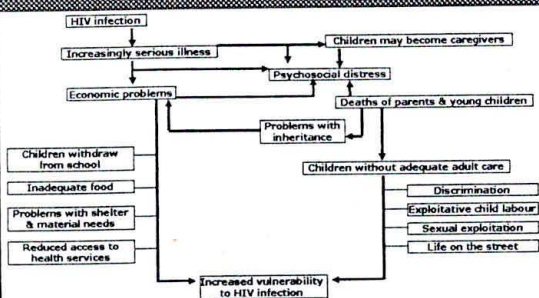 HIV infection
Increasingly serious illness
Children may become caregivers
Psychosocial distress
Economic problems
Deaths of parents & young children
Problems with
inheritance
Children withdraw
from school
Children without adequate adult care
Inadequate food
Discrimination
Exploitative child labour
Problems with shelter
& material needs
Sexual exploitation
Reduced access to
health services
Life on the street
Increased vulnerability
to HIV infection